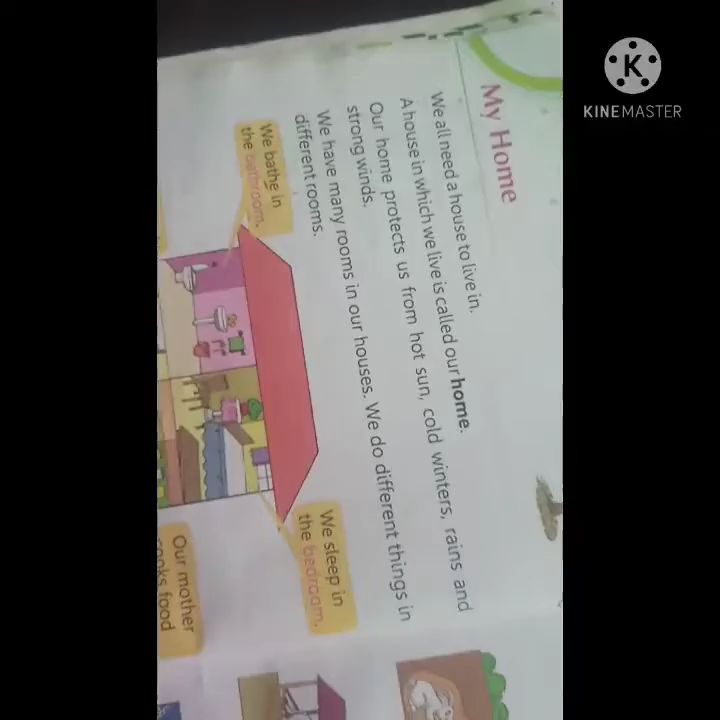 My Home
We all need a house to live in.
A house in which we live is called our home.
Our home protects us from hot sun, cold winters, rains and
strong winds.
We have many rooms in our houses. We do different things in
different rooms.
We bathe in
the bathroom.
We sleep in
the bedroom.
Our mother
cooks food
KINEMASTER